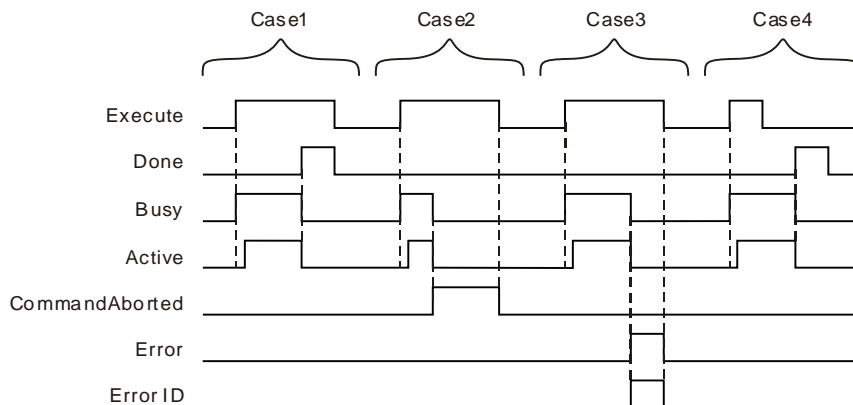 Case1 Case2 Case3 Case4
Execute
Done
Busy
Active
CommandAborted
Error
Error ID